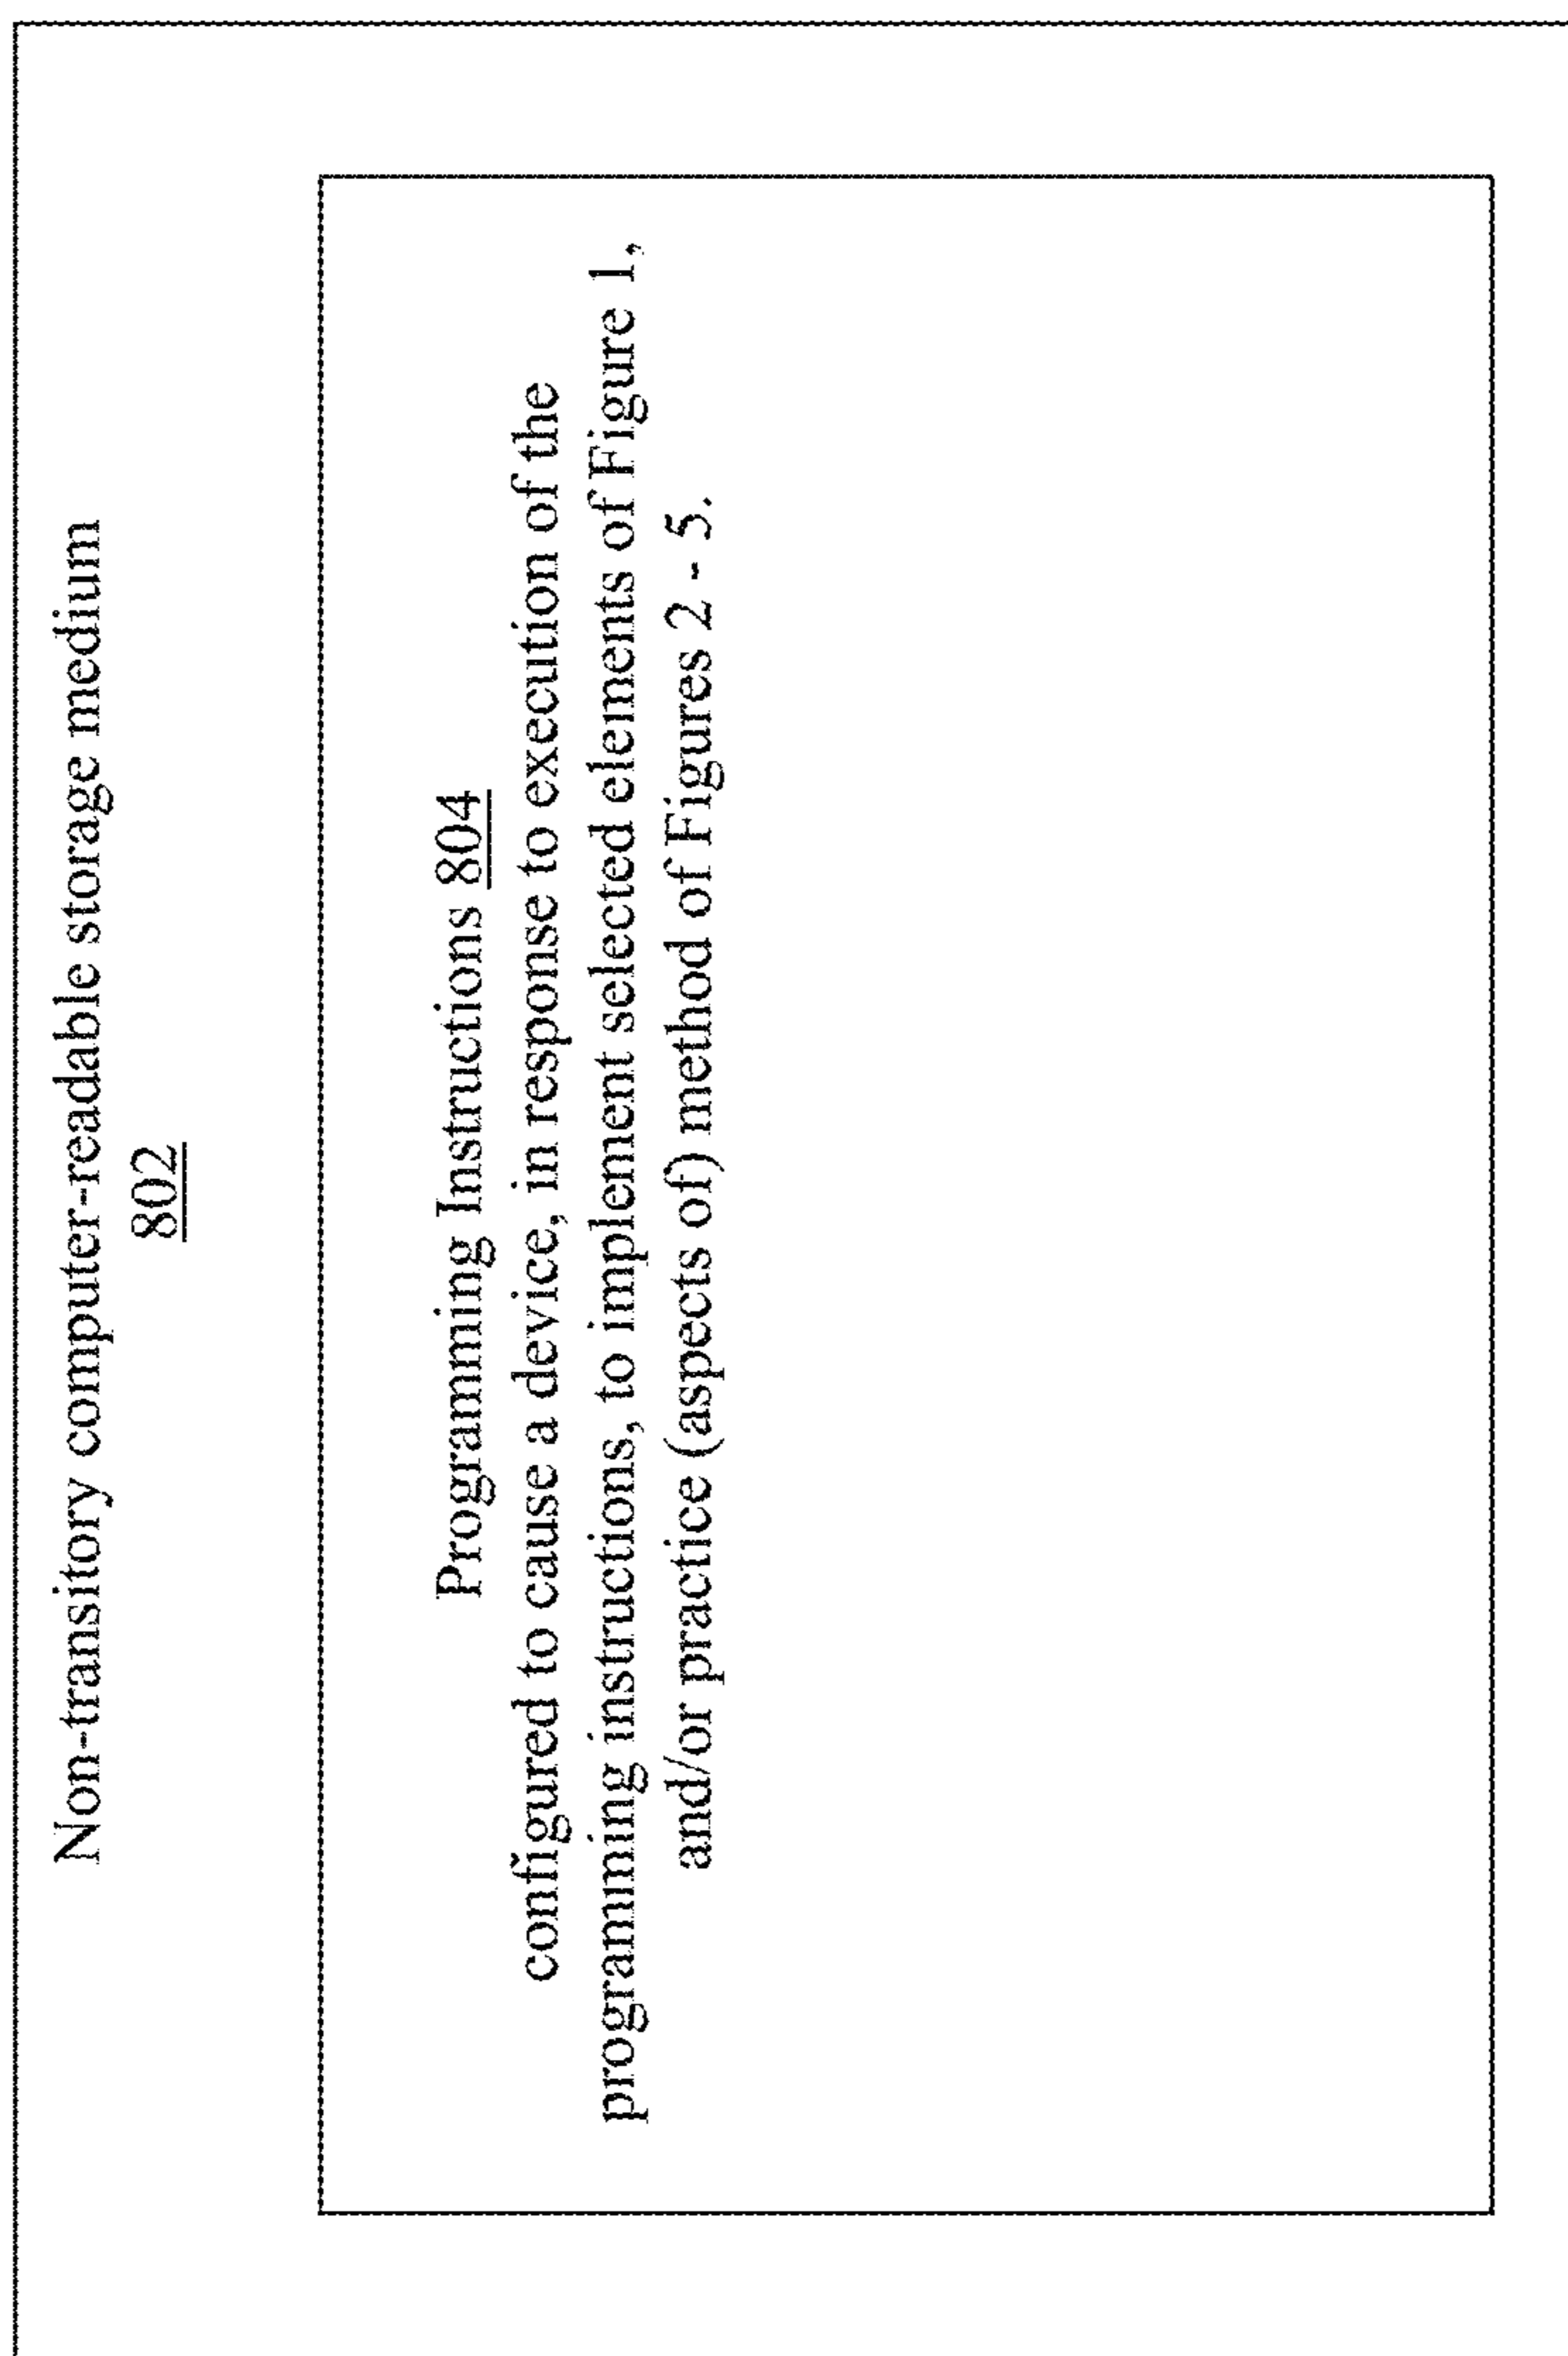 Non-transitory computer-readable storage medium
802
Programming Instructions 804
configured to cause a device, in response to execution of the
programming instructions, to implement selected elements of Figure 1,
and/or practice (aspects of) method of Figures 2 - 5.